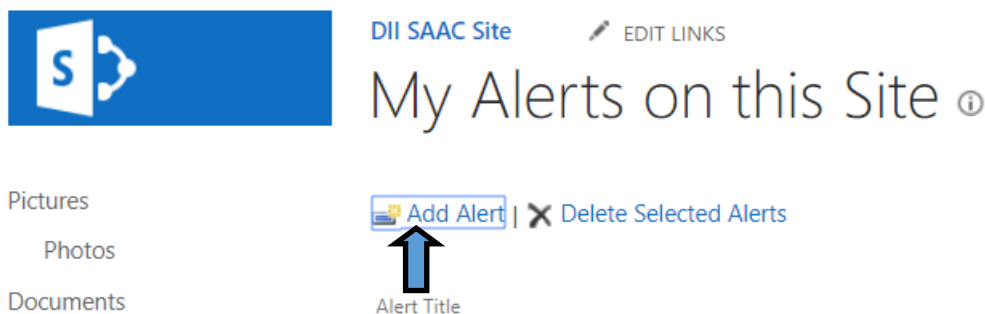 S
DII SAAC Site EDIT LINKS
My Alerts on this Site
Pictures
Add Alert | Delete Selected Alerts
Photos
Documents
Alert Title